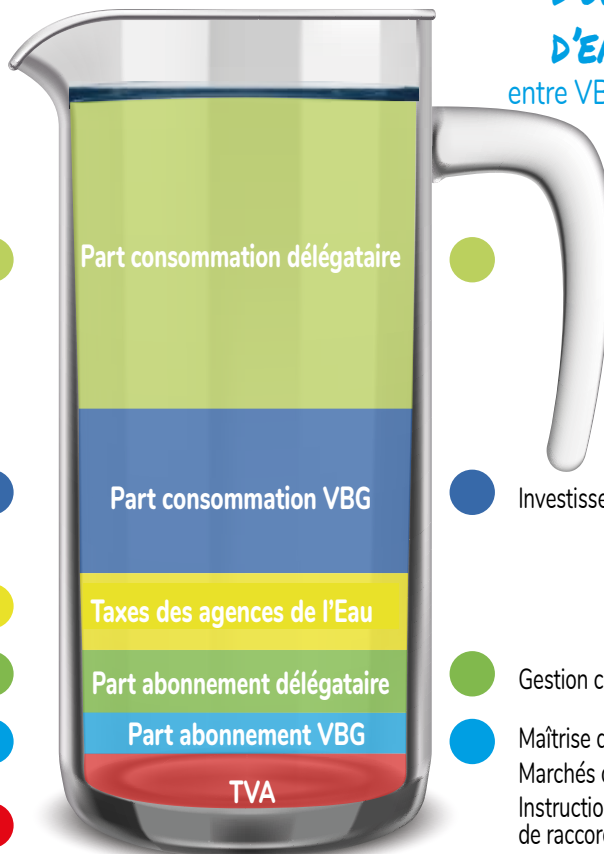 D'EA
entre VB
Part consommation délégataire
Part consommation VBG
Investisse
Taxes des agences de l'Eau
Part abonnement délégataire
Gestion c
Part abonnement VBG
Maîtrise d
Marchés d
TVA
Instructio
de raccor